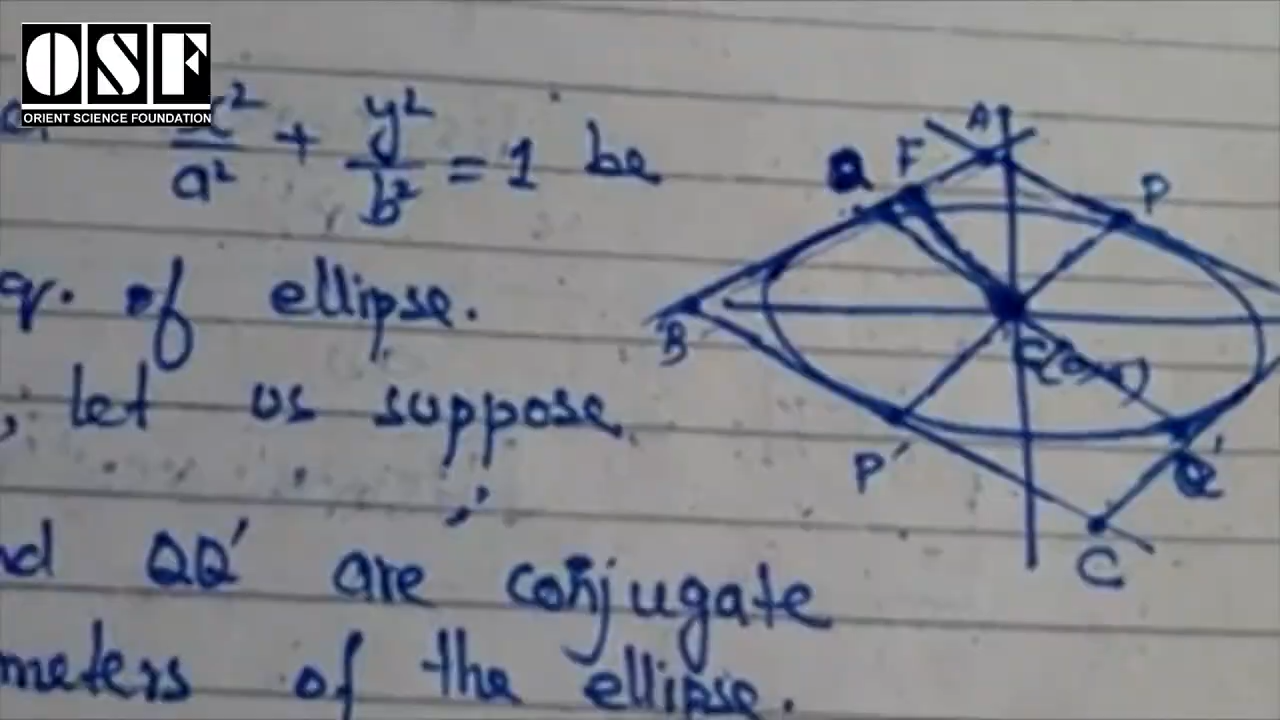 OSF
ORIENT SCIENCE FOUNDATION
x²/a² + y²/b² = 1 be
of ellipse.
, let us suppose
QQ' are conjugate
of the ellipse.
A
Q F P
B
P' Q'
C